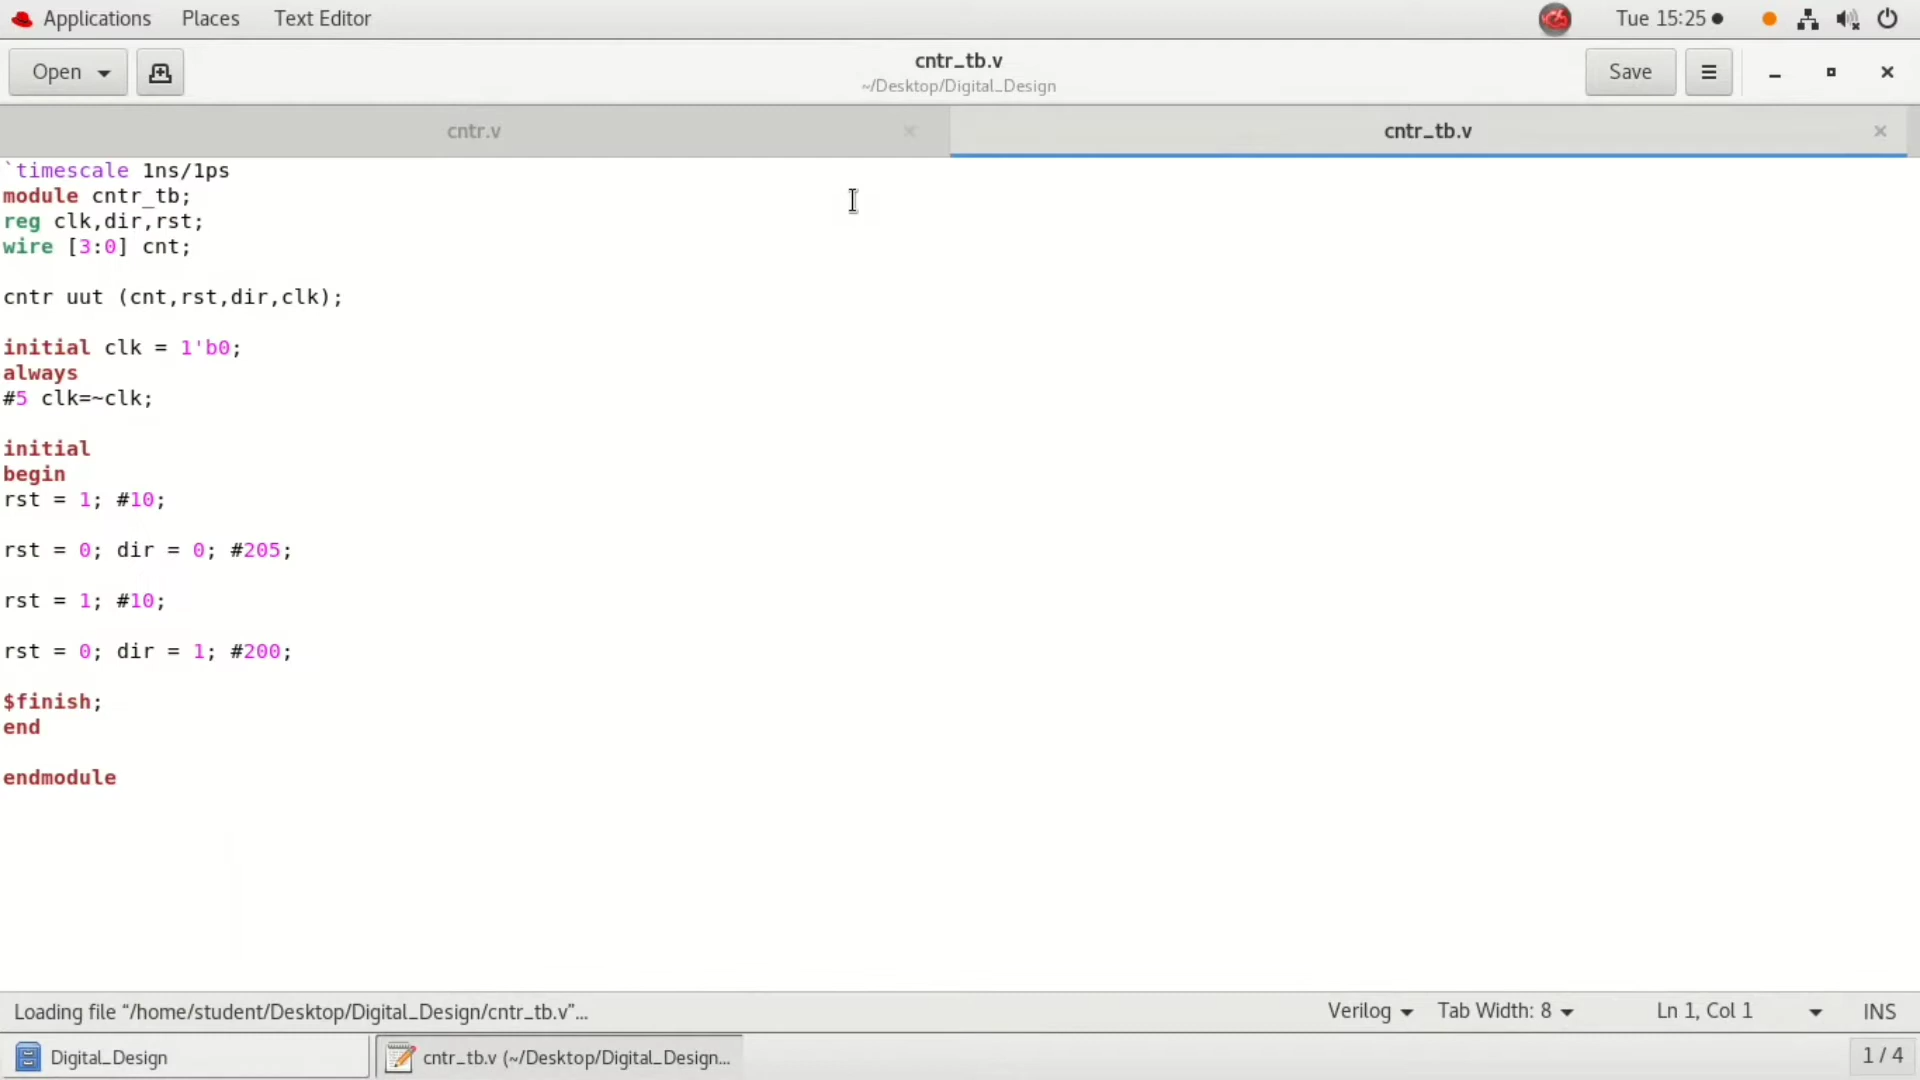 Applications Places Text Editor Tue 15:25
Open cntr_tb.v Save
~/Desktop/Digital_Design
cntr.v cntr_tb.v
`timescale 1ns/1ps
module cntr_tb;
reg clk,dir,rst;
wire [3:0] cnt;
cntr uut (cnt,rst,dir,clk);
initial clk = 1'b0;
always
#5 clk=~clk;
initial
begin
rst = 1; #10;
rst = 0; dir = 0; #205;
rst = 1; #10;
rst = 0; dir = 1; #200;
$finish;
end
endmodule
Loading file “/home/student/Desktop/Digital_Design/cntr_tb.v”... Verilog Tab Width: 8 Ln 1, Col 1 INS
Digital_Design cntr_tb.v (~/Desktop/Digital_Design... 1 / 4